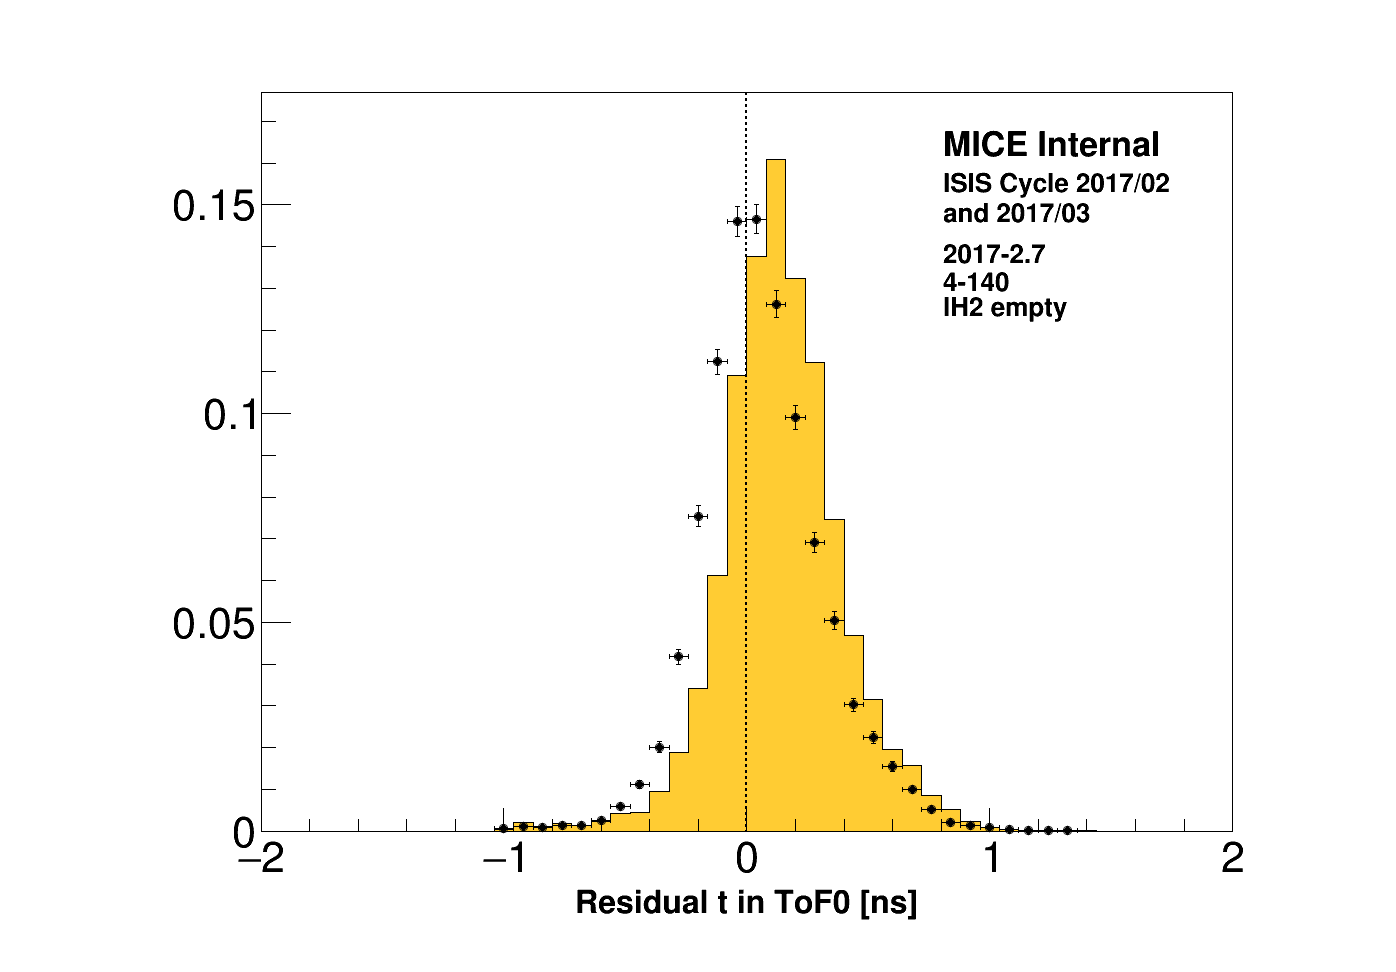 MICE Internal
ISIS Cycle 2017/02
and 2017/03
2017-2.7
4-140
IH2 empty
0.15
0.1
0.05
0
−2 −1 0 1 2
Residual t in ToF0 [ns]